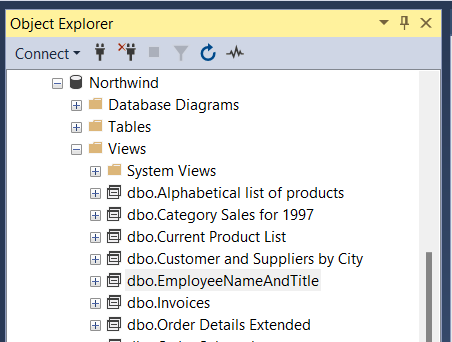 Object Explorer
Connect
Northwind
Database Diagrams
Tables
Views
System Views
dbo.Alphabetical list of products
dbo.Category Sales for 1997
dbo.Current Product List
dbo.Customer and Suppliers by City
dbo.EmployeeNameAndTitle
dbo.Invoices
dbo.Order Details Extended